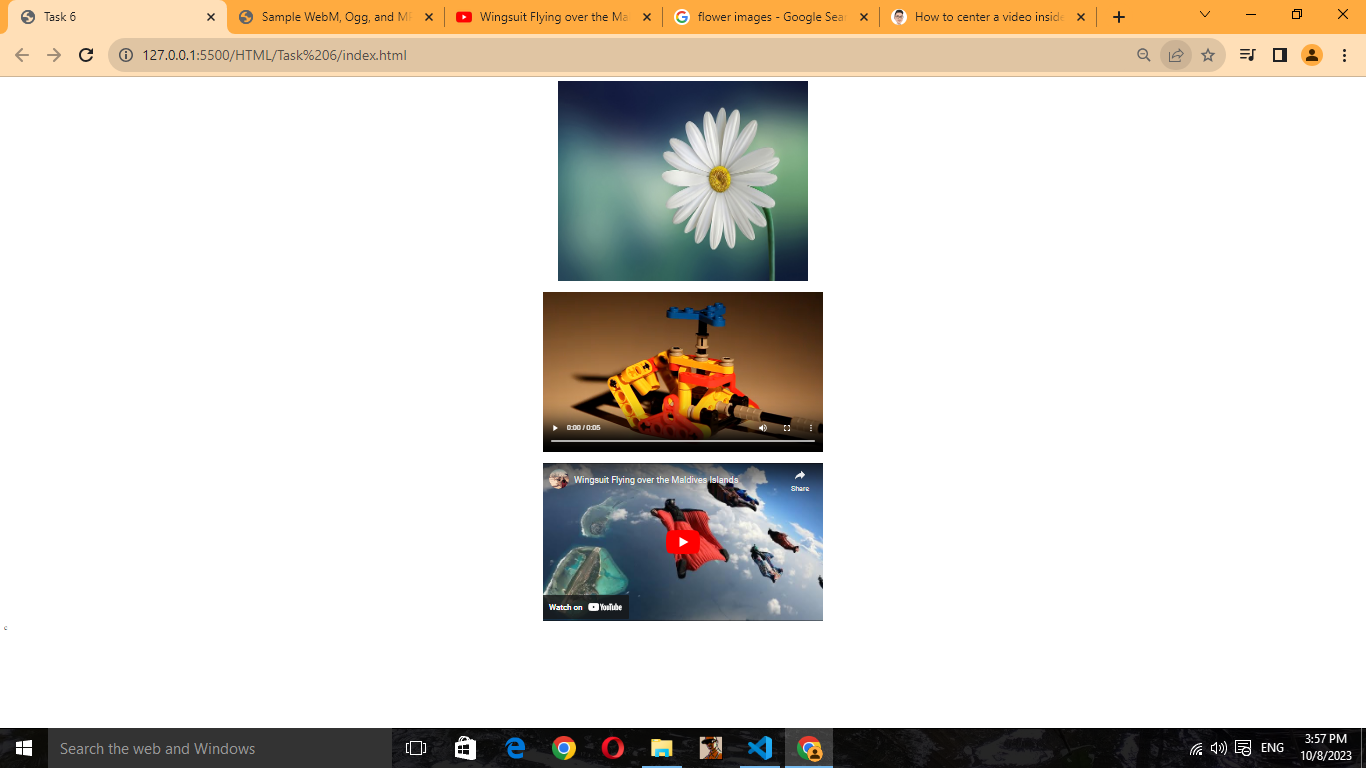 Task 6
Sample WebM, Ogg, and MP
Wingsuit Flying over the Ma
flower images - Google Sear
How to center a video inside
127.0.0.1:5500/HTML/Task%206/index.html
0:00 / 0:05
Wingsuit Flying over the Maldives Islands
Share
Watch on YouTube
c
Search the web and Windows
ENG
3:57 PM
10/8/2023